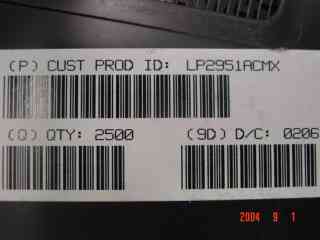 (P) CUST PROD ID: LP2951ACMX
(Q) QTY: 2500 (9D) D/C: 0206
2004 9 1